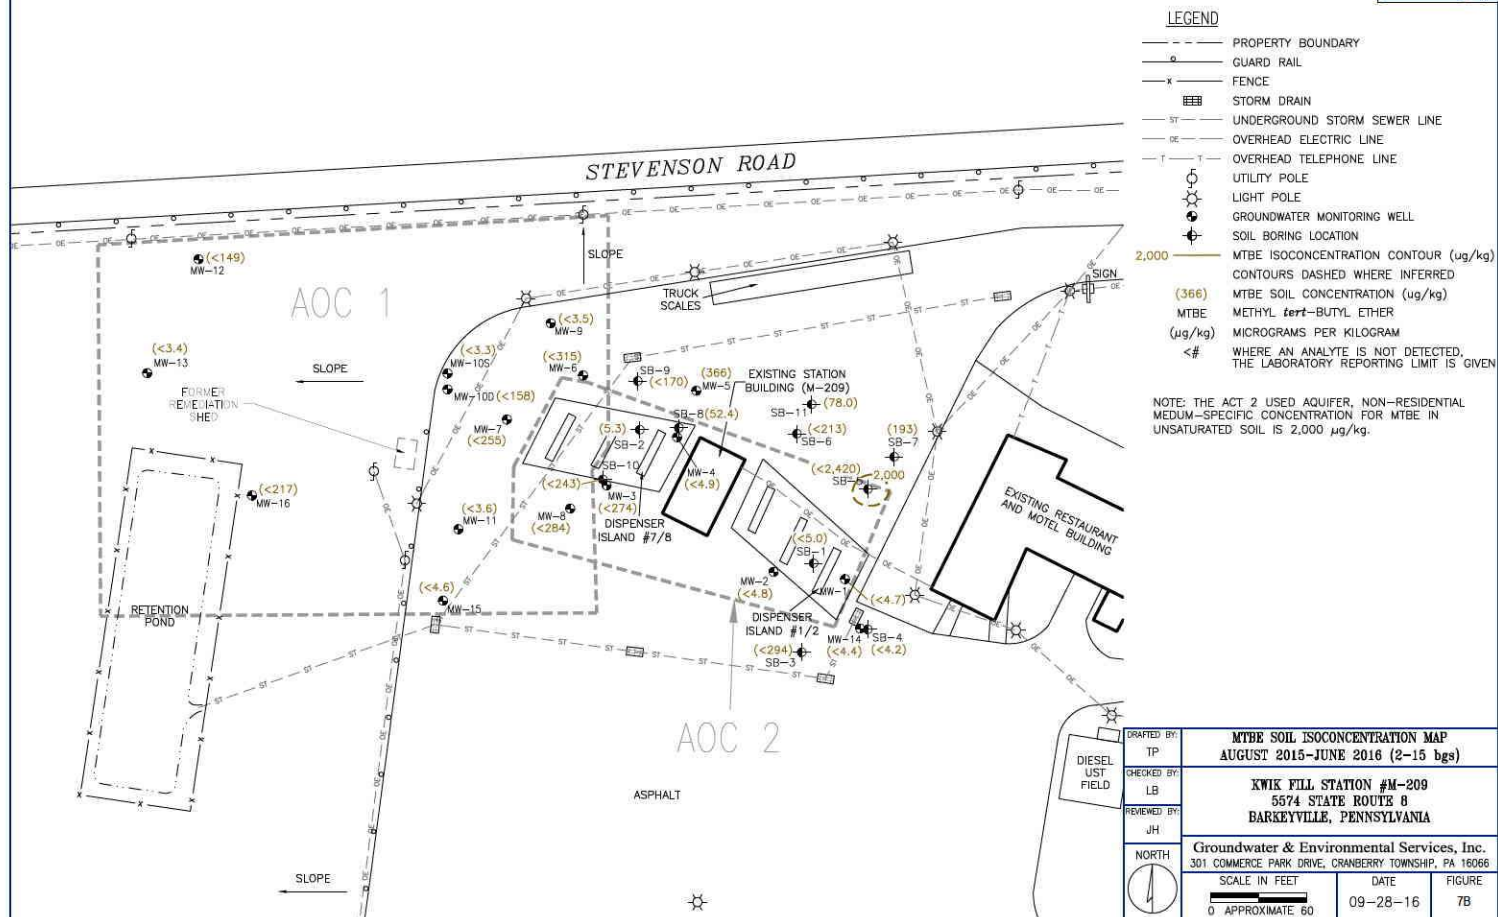 LEGEND
PROPERTY BOUNDARY
GUARD RAIL
FENCE
STORM DRAIN
UNDERGROUND STORM SEWER LINE
OVERHEAD ELECTRIC LINE
OVERHEAD TELEPHONE LINE
UTILITY POLE
LIGHT POLE
GROUNDWATER MONITORING WELL
SOIL BORING LOCATION
2,000 MTBE ISOCONCENTRATION CONTOUR (ug/kg)
CONTOURS DASHED WHERE INFERRED
(366) MTBE SOIL CONCENTRATION (ug/kg)
MTBE METHYL tert-BUTYL ETHER
(µg/kg) MICROGRAMS PER KILOGRAM
<# WHERE AN ANALYTE IS NOT DETECTED,
THE LABORATORY REPORTING LIMIT IS GIVEN
NOTE: THE ACT 2 USED AQUIFER, NON-RESIDENTIAL
MEDUM-SPECIFIC CONCENTRATION FOR MTBE IN
UNSATURATED SOIL IS 2,000 µg/kg.
STEVENSON ROAD
(<149)
MW-12
AOC 1
SLOPE
TRUCK
SCALES
SIGN
(<3.5)
MW-9
(<3.4)
MW-13
SLOPE
(<3.3)
MW-10S
MW-10D (<158)
(<315)
MW-6
SB-9
(<170)
(366)
MW-5
EXISTING STATION
BUILDING (M-209)
SB-11 (78.0)
FORMER
REMEDIATION
SHED
MW-7
(<255)
(5.3)
SB-2
SB-8 (52.4)
(<213)
SB-6
(193)
SB-7
MW-4
(<4.9)
(<2,420)
SB-5
2,000
SB-10
(<243)
MW-3
(<274)
(<217)
MW-16
(<3.6)
MW-11
MW-8
(<284)
DISPENSER
ISLAND #7/8
EXISTING RESTAURANT
AND MOTEL BUILDING
(<5.0)
SB-1
MW-2
(<4.8)
MW-1
(<4.7)
(<4.6)
MW-15
RETENTION
POND
DISPENSER
ISLAND #1/2
MW-14
(<4.4)
SB-4
(<4.2)
(<294)
SB-3
AOC 2
ASPHALT
SLOPE
DIESEL
UST
FIELD
DRAFTED BY:
TP
CHECKED BY:
LB
REVIEWED BY:
JH
NORTH
MTBE SOIL ISOCONCENTRATION MAP
AUGUST 2015-JUNE 2016 (2-15 bgs)
KWIK FILL STATION #M-209
5574 STATE ROUTE 8
BARKEYVILLE, PENNSYLVANIA
Groundwater & Environmental Services, Inc.
301 COMMERCE PARK DRIVE, CRANBERRY TOWNSHIP, PA 16066
SCALE IN FEET
0 APPROXIMATE 60
DATE
09-28-16
FIGURE
7B